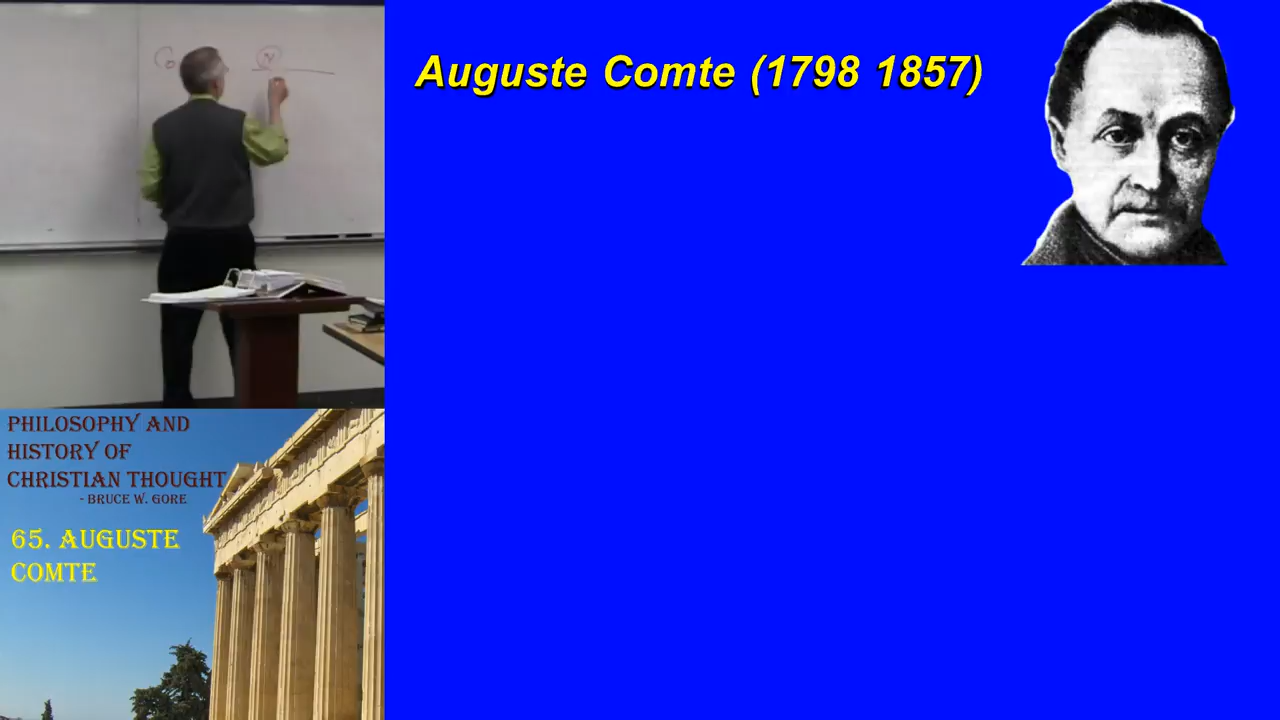 Auguste Comte (1798 1857)
PHILOSOPHY AND
HISTORY OF
CHRISTIAN THOUGHT
- BRUCE W. GORE
65. AUGUSTE
COMTE